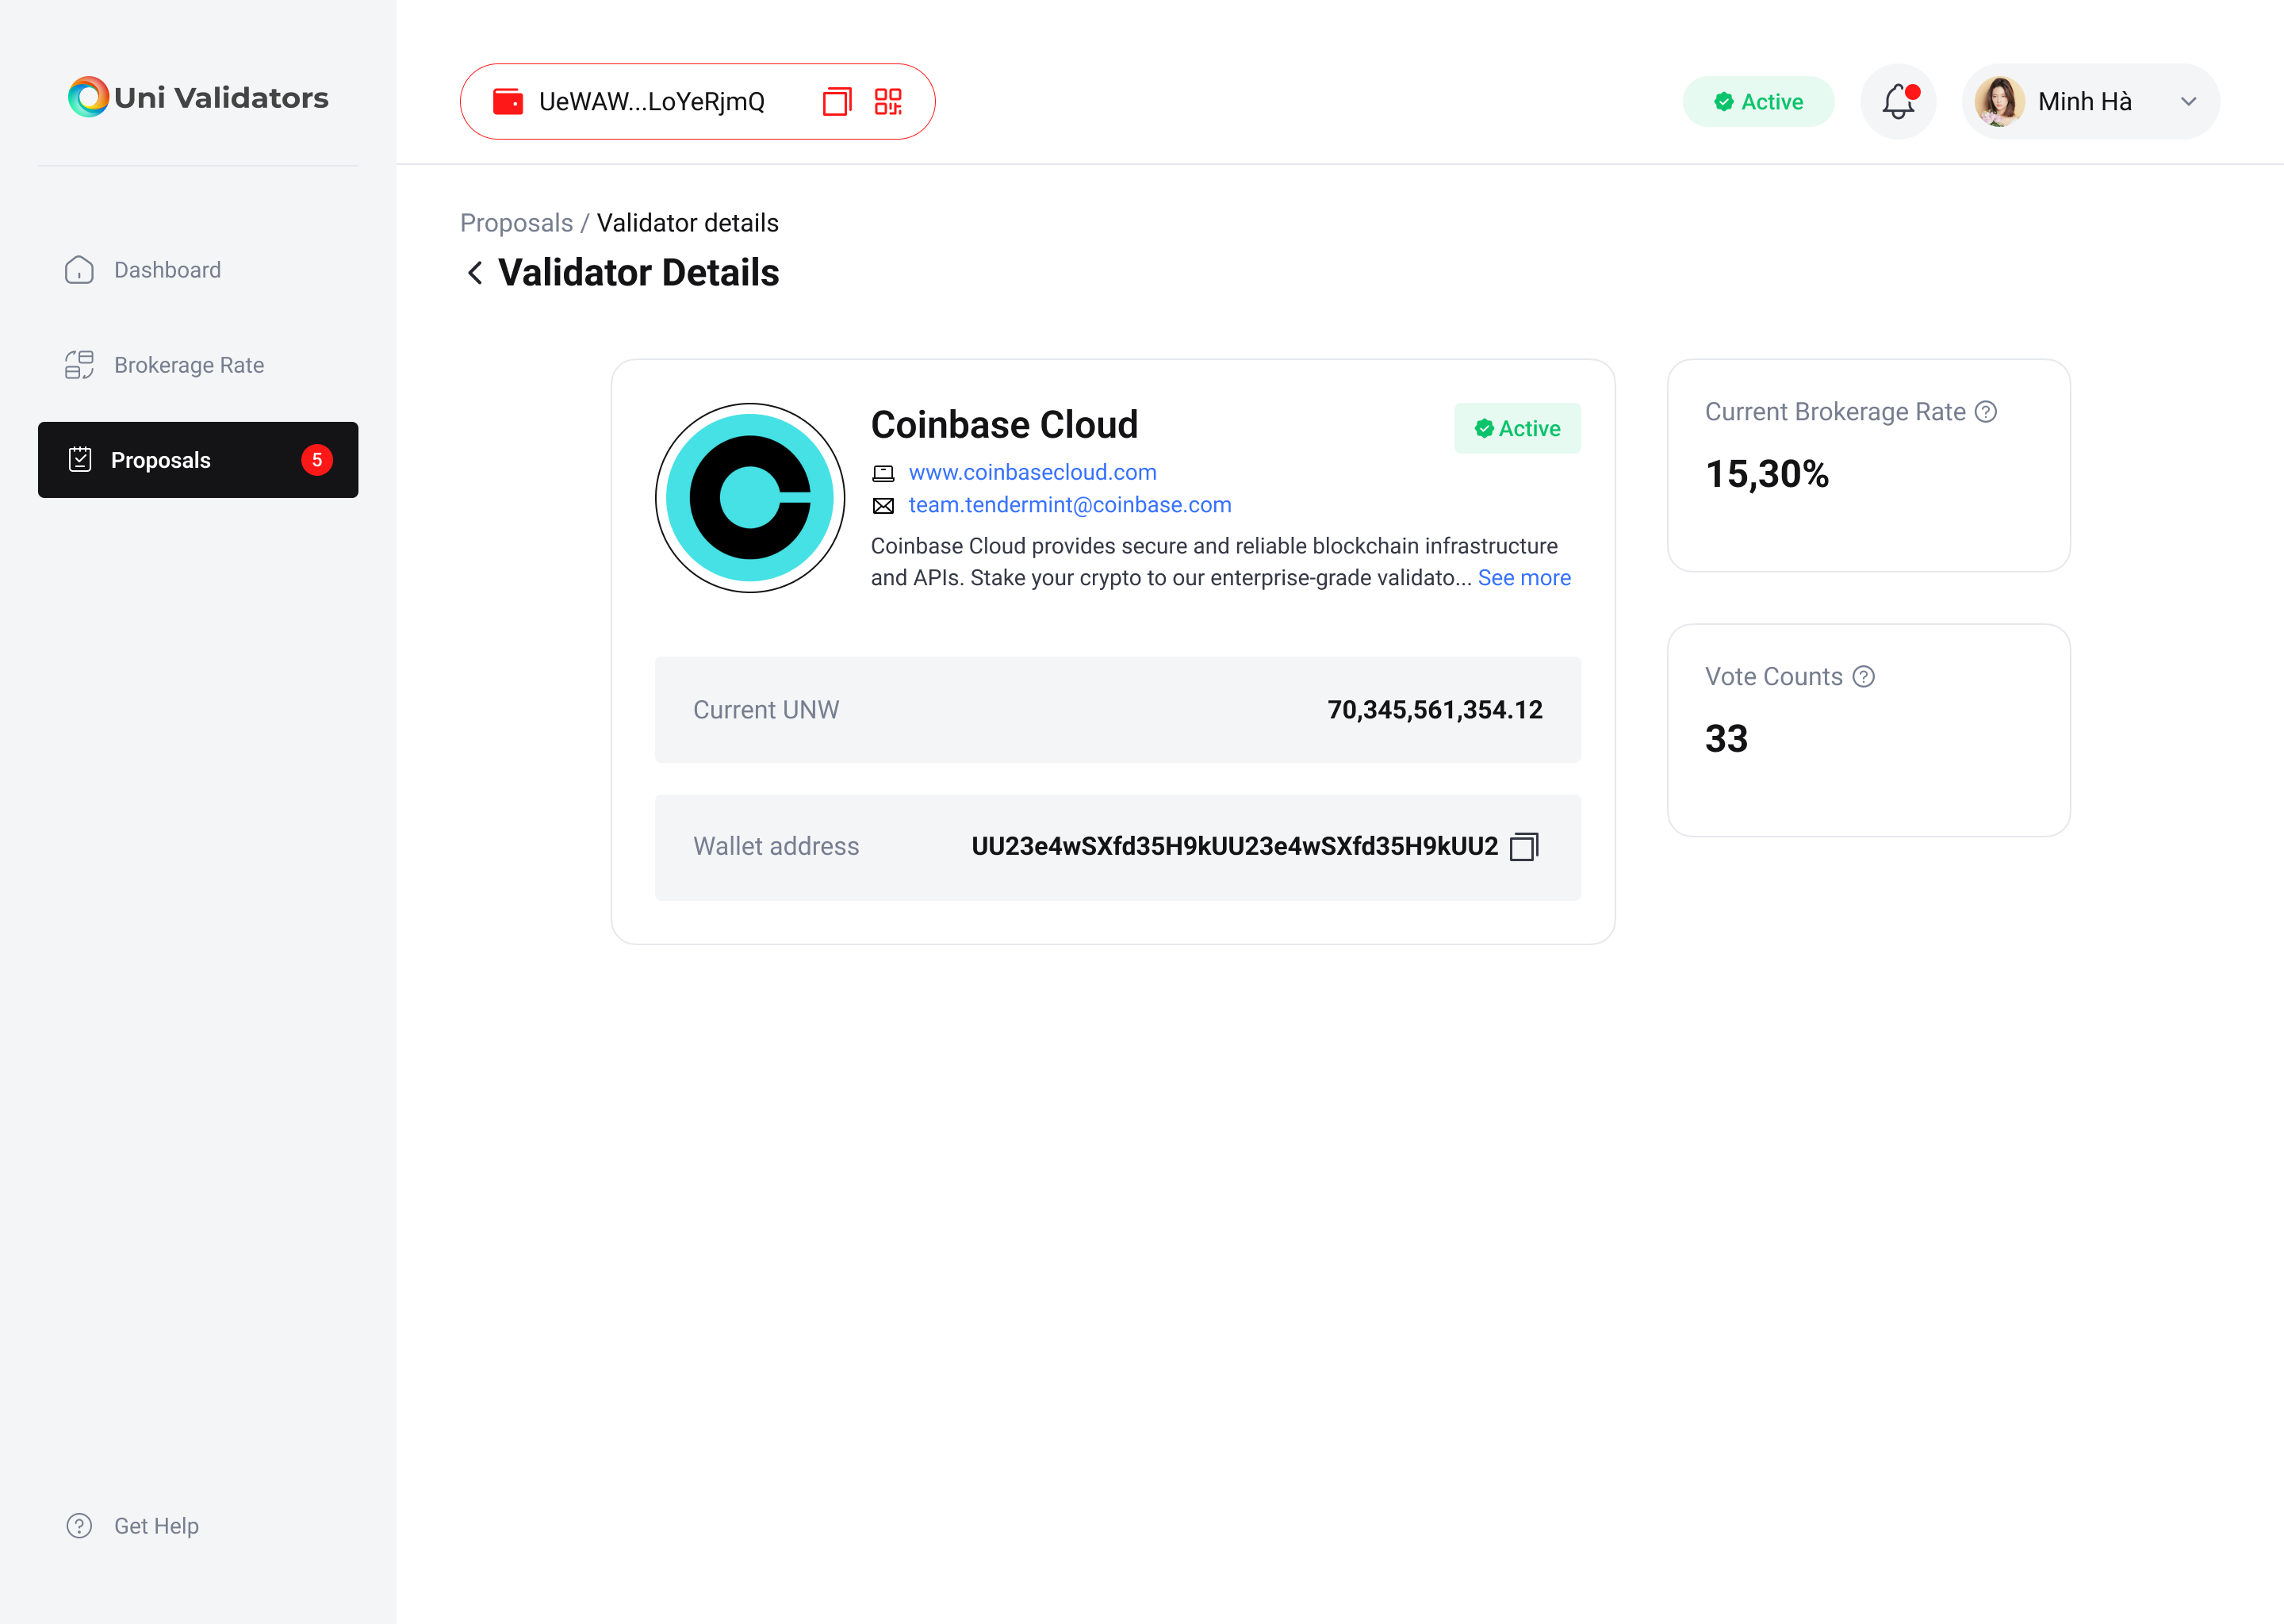 Uni Validators
UeWAW...LoYeRjmQ
Active
Minh Hà
Dashboard
Brokerage Rate
Proposals 5
Get Help
Proposals / Validator details
Validator Details
Coinbase Cloud
Active
www.coinbasecloud.com
team.tendermint@coinbase.com
Coinbase Cloud provides secure and reliable blockchain infrastructure
and APIs. Stake your crypto to our enterprise-grade validato... See more
Current UNW 70,345,561,354.12
Wallet address UU23e4wSXfd35H9kUU23e4wSXfd35H9kUU2
Current Brokerage Rate
15,30%
Vote Counts
33